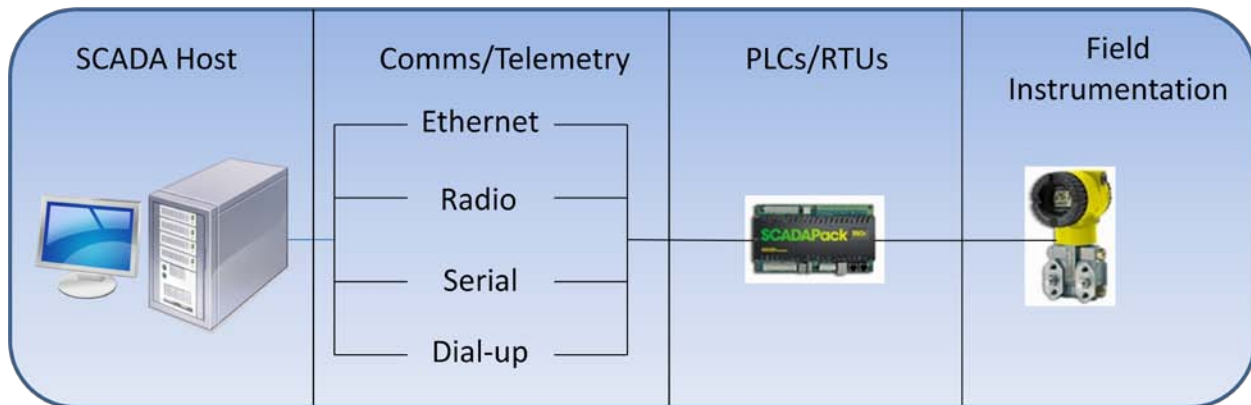 SCADA Host
Comms/Telemetry
Ethernet
Radio
Serial
Dial-up
PLCs/RTUs
SCADAPack
Field
Instrumentation